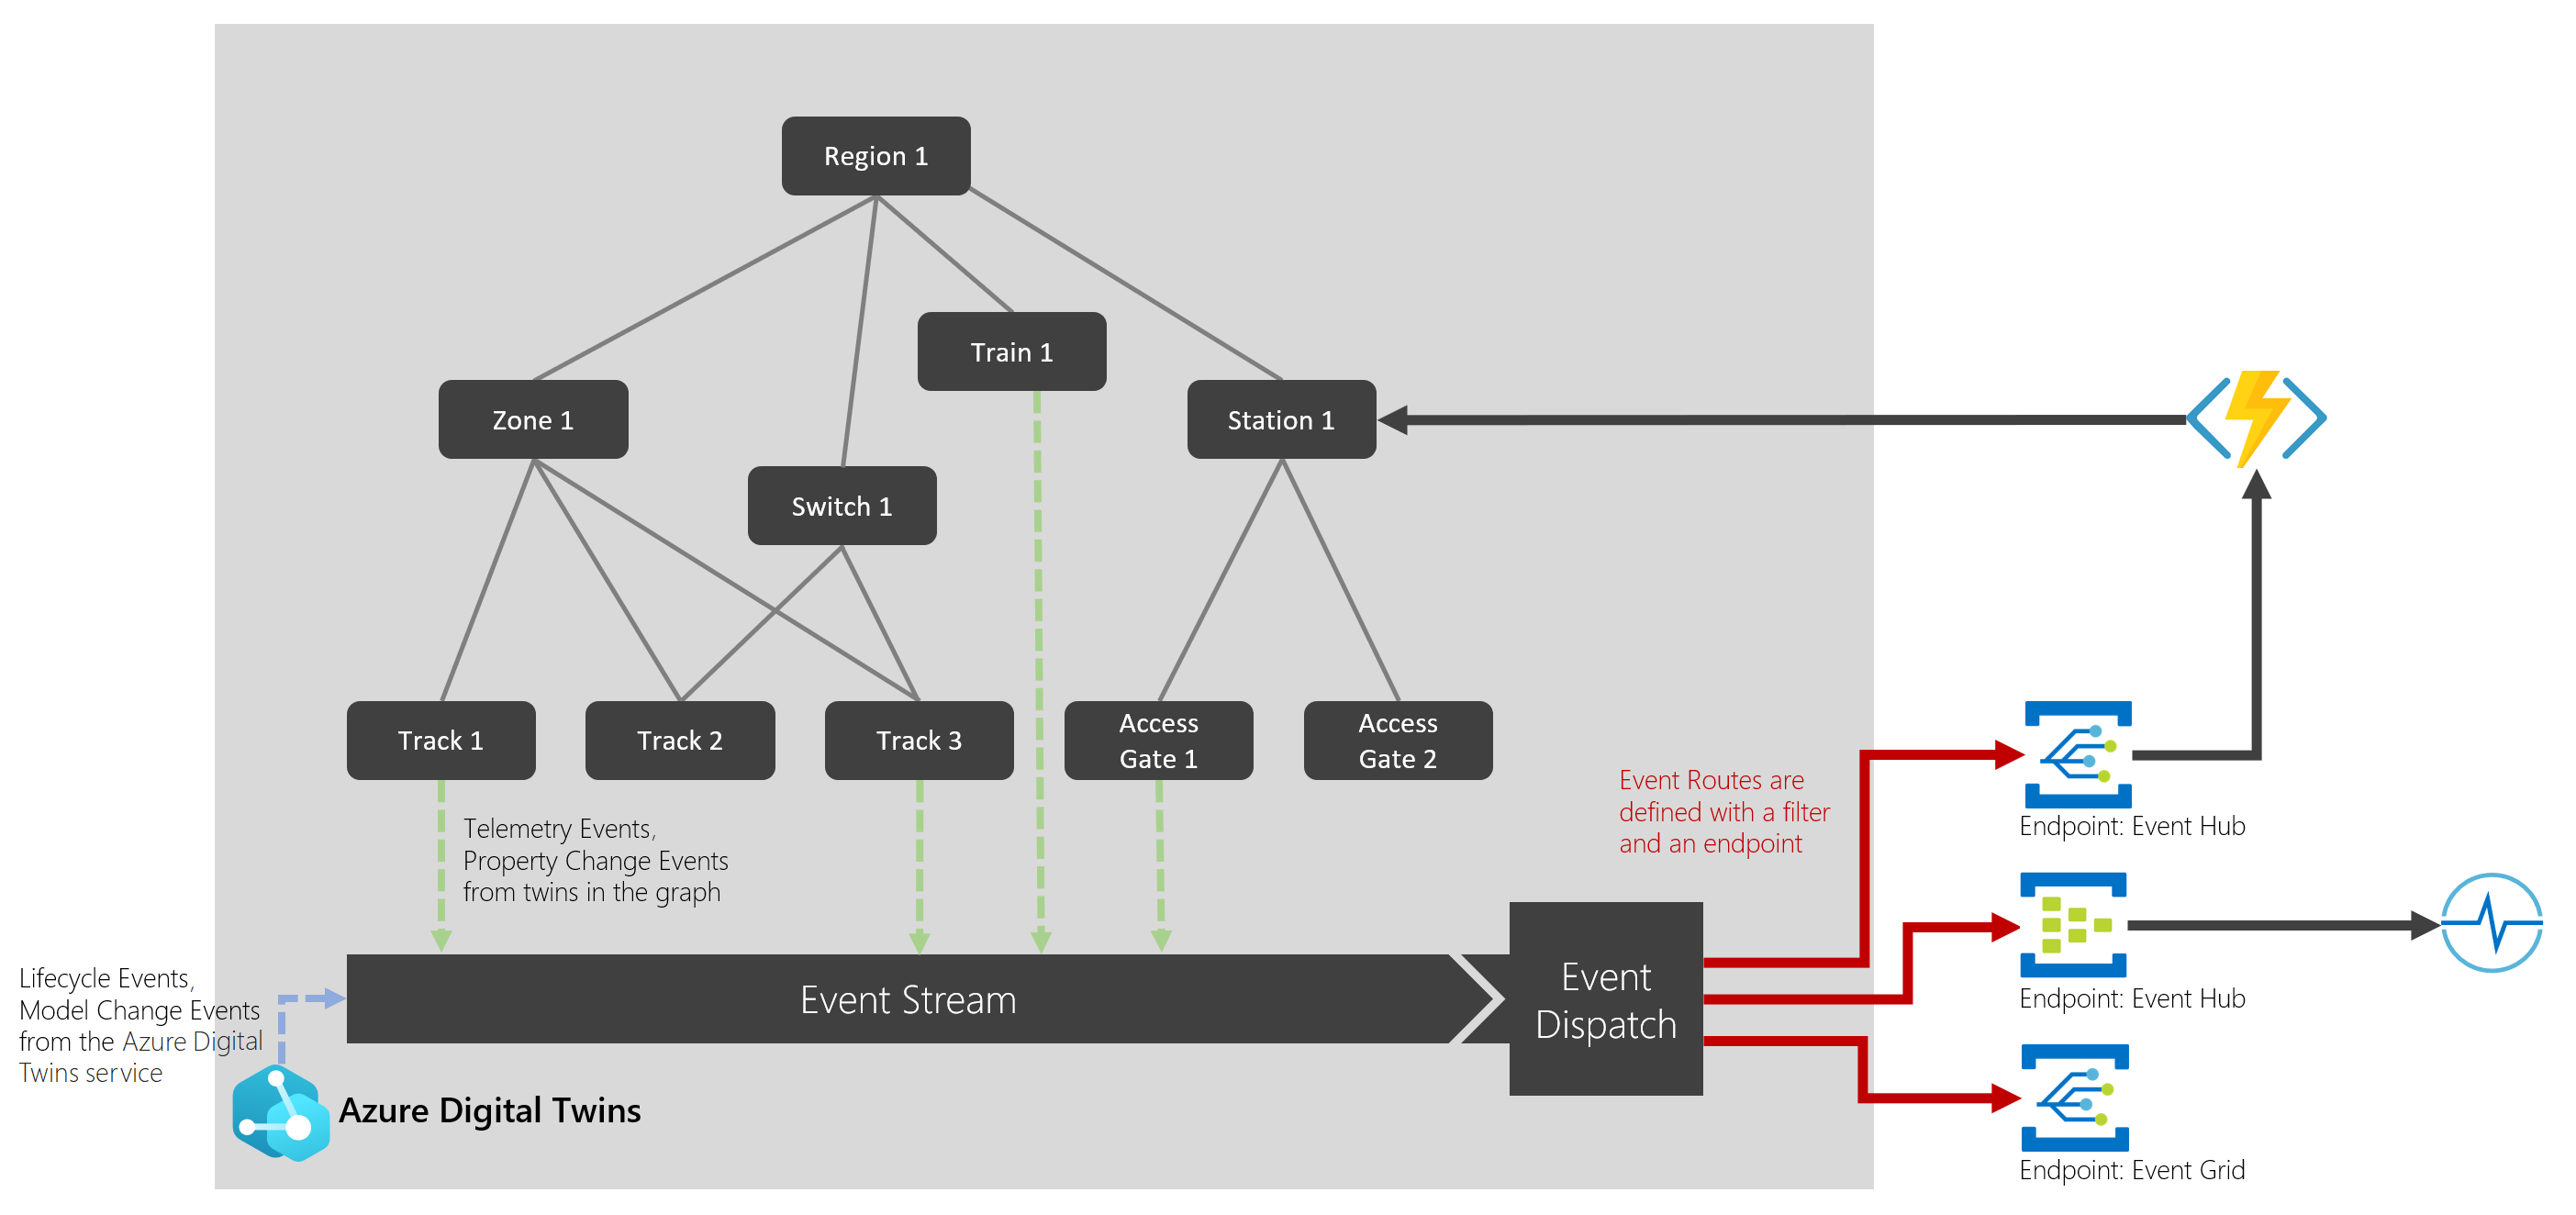 Region 1
Train 1
Zone 1
Station 1
Switch 1
Track 1
Track 2
Track 3
Access
Gate 1
Access
Gate 2
Telemetry Events,
Property Change Events
from twins in the graph
Event Routes are
defined with a filter
and an endpoint
Endpoint: Event Hub
Lifecycle Events,
Model Change Events
from the Azure Digital
Twins service
Event Stream
Event
Dispatch
Endpoint: Event Hub
Azure Digital Twins
Endpoint: Event Grid